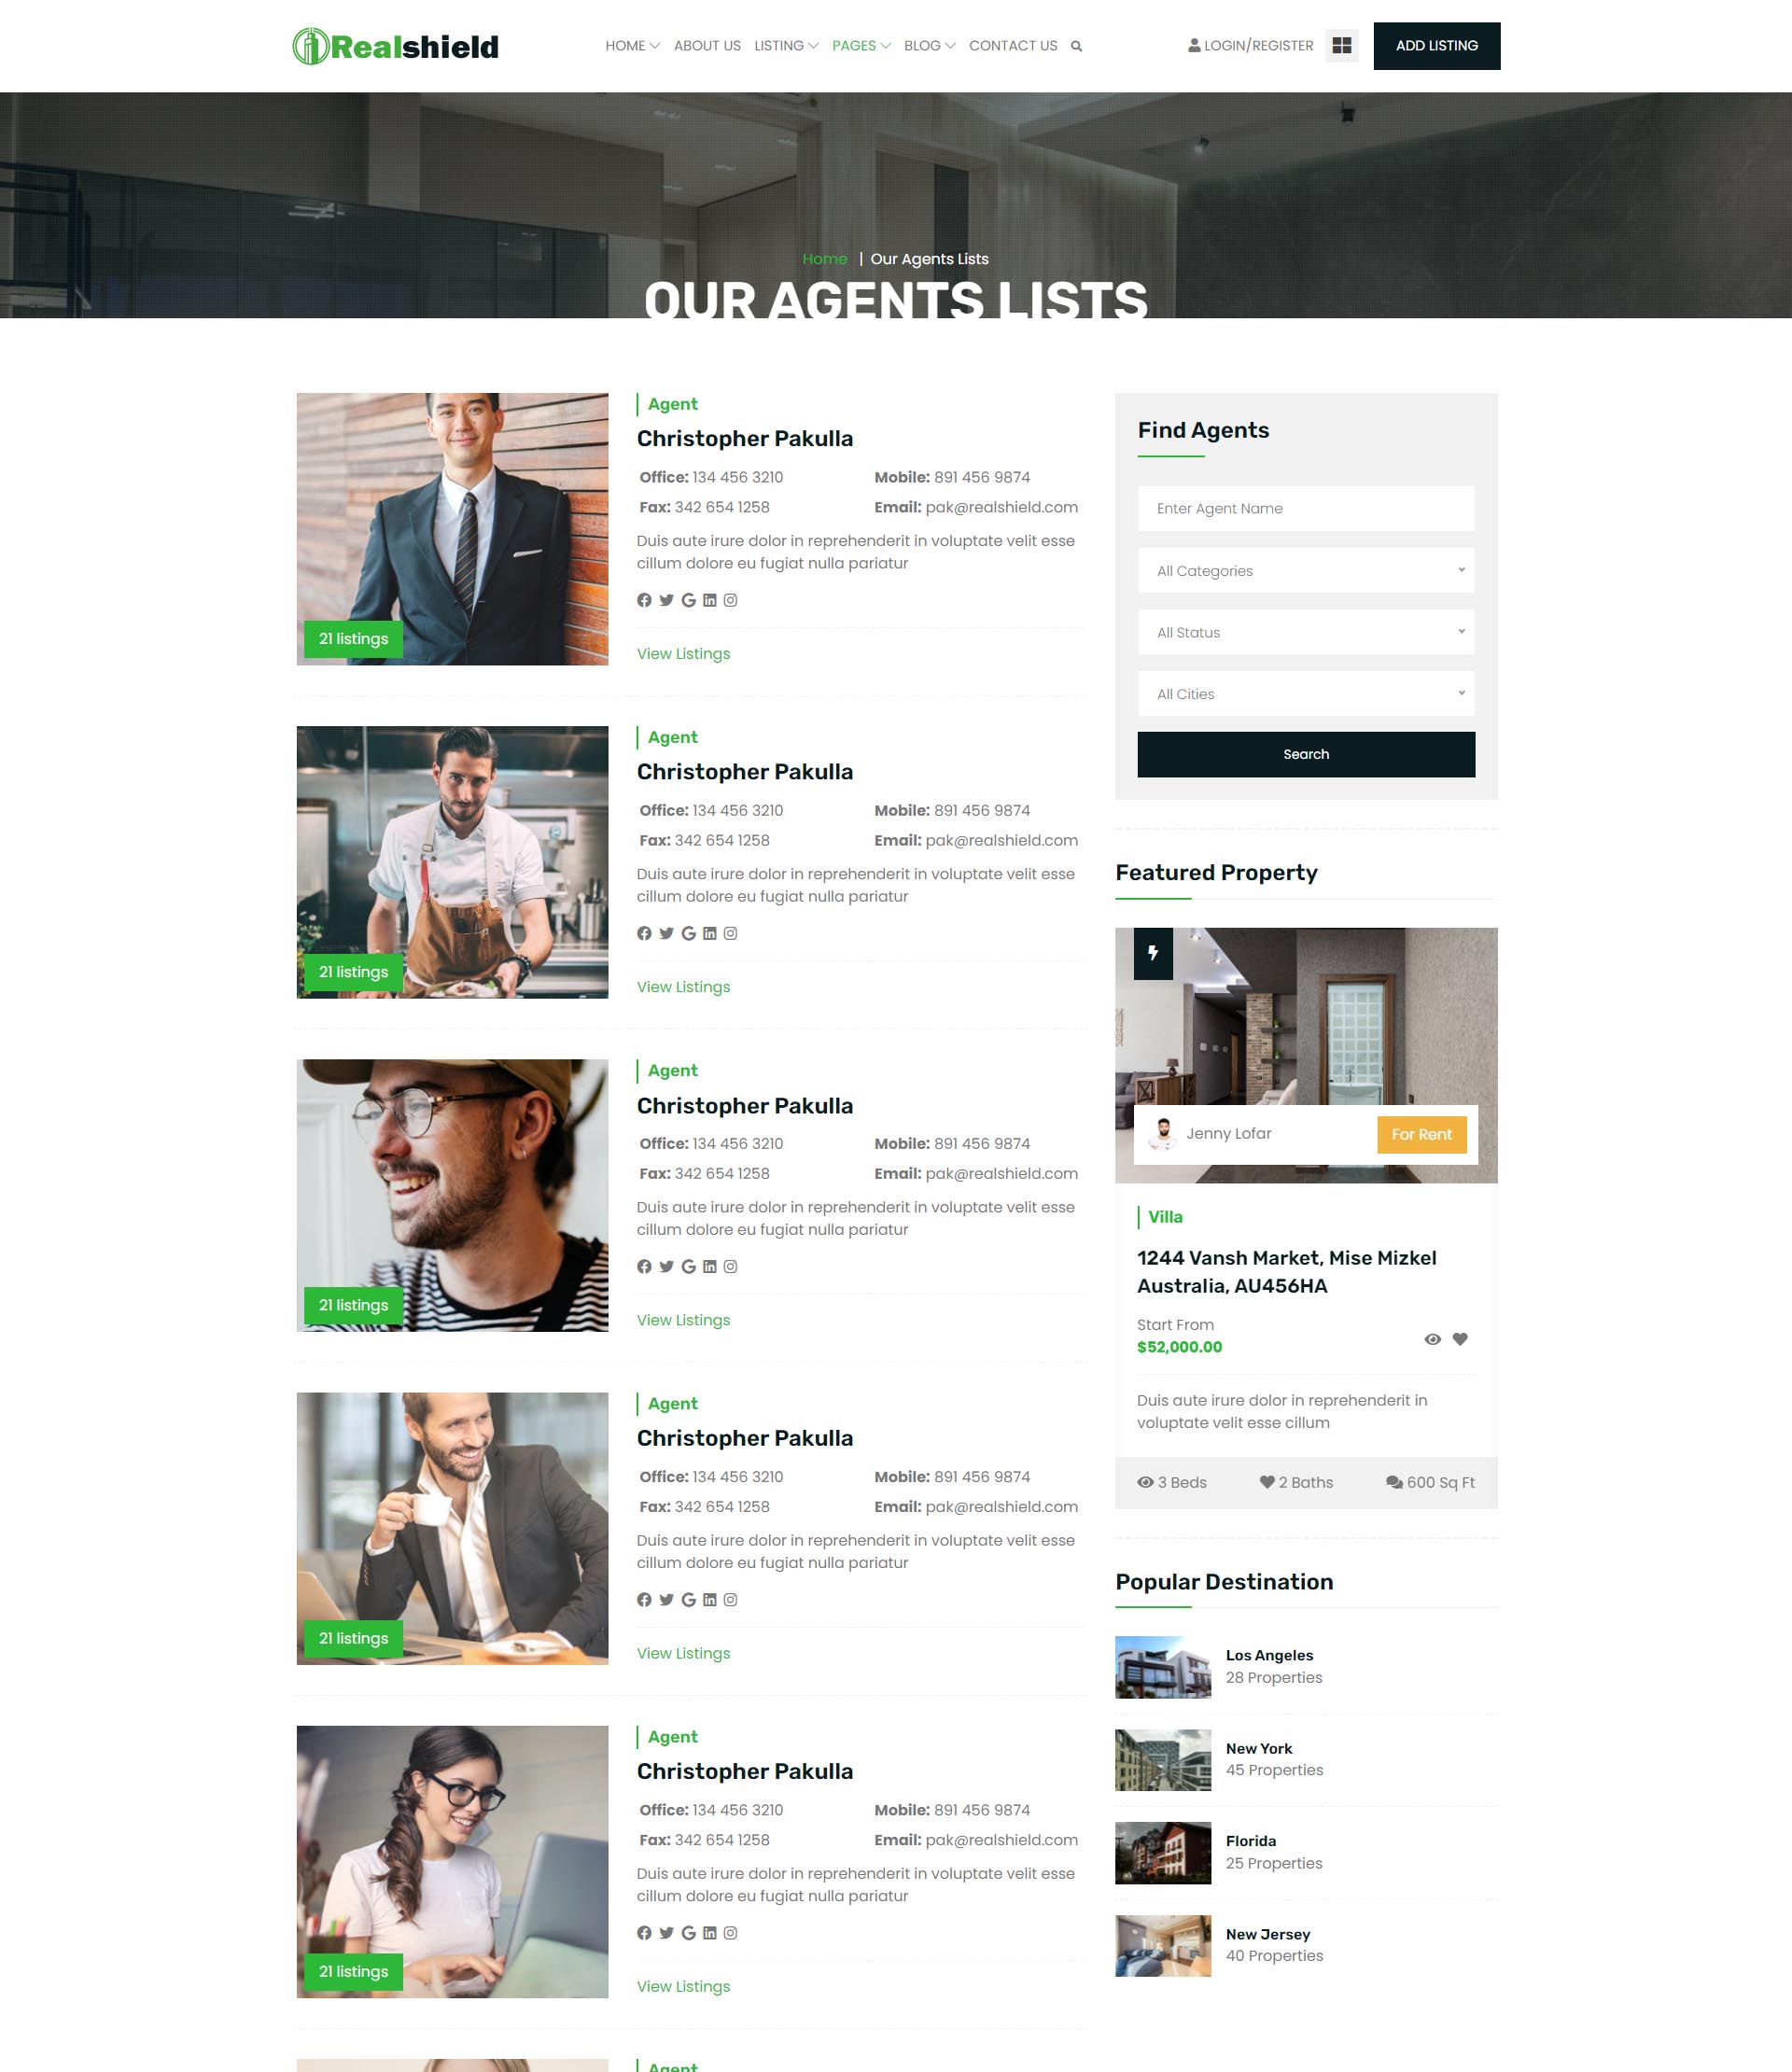 Realshield
HOME ABOUT US LISTING PAGES BLOG CONTACT US
LOGIN/REGISTER
ADD LISTING
Home | Our Agents Lists
OUR AGENTS LISTS
21 listings
Agent
Christopher Pakulla
Office: 134 456 3210 Mobile: 891 456 9874
Fax: 342 654 1258 Email: pak@realshield.com
Duis aute irure dolor in reprehenderit in voluptate velit esse
cillum dolore eu fugiat nulla pariatur
View Listings
21 listings
Agent
Christopher Pakulla
Office: 134 456 3210 Mobile: 891 456 9874
Fax: 342 654 1258 Email: pak@realshield.com
Duis aute irure dolor in reprehenderit in voluptate velit esse
cillum dolore eu fugiat nulla pariatur
View Listings
21 listings
Agent
Christopher Pakulla
Office: 134 456 3210 Mobile: 891 456 9874
Fax: 342 654 1258 Email: pak@realshield.com
Duis aute irure dolor in reprehenderit in voluptate velit esse
cillum dolore eu fugiat nulla pariatur
View Listings
21 listings
Agent
Christopher Pakulla
Office: 134 456 3210 Mobile: 891 456 9874
Fax: 342 654 1258 Email: pak@realshield.com
Duis aute irure dolor in reprehenderit in voluptate velit esse
cillum dolore eu fugiat nulla pariatur
View Listings
21 listings
Agent
Christopher Pakulla
Office: 134 456 3210 Mobile: 891 456 9874
Fax: 342 654 1258 Email: pak@realshield.com
Duis aute irure dolor in reprehenderit in voluptate velit esse
cillum dolore eu fugiat nulla pariatur
View Listings
Agent
Find Agents
Enter Agent Name
All Categories
All Status
All Cities
Search
Featured Property
Jenny Lofar
For Rent
Villa
1244 Vansh Market, Mise Mizkel
Australia, AU456HA
Start From
$52,000.00
Duis aute irure dolor in reprehenderit in
voluptate velit esse cillum
3 Beds 2 Baths 600 Sq Ft
Popular Destination
Los Angeles
28 Properties
New York
45 Properties
Florida
25 Properties
New Jersey
40 Properties